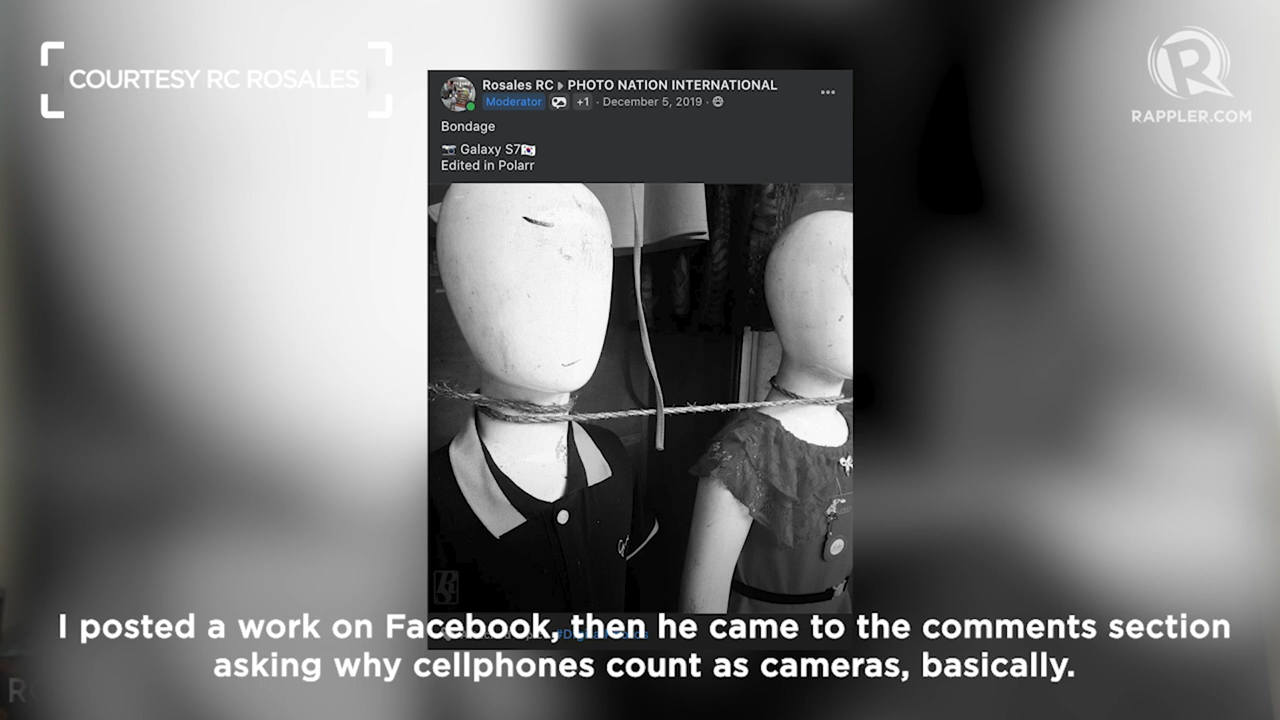 COURTESY RC ROSALES
RAPPLER.COM
Rosales RC ▸ PHOTO NATION INTERNATIONAL
Moderator +1 · December 5, 2019 ·
Bondage
Galaxy S7
Edited in Polarr
I posted a work on Facebook, then he came to the comments section
asking why cellphones count as cameras, basically.